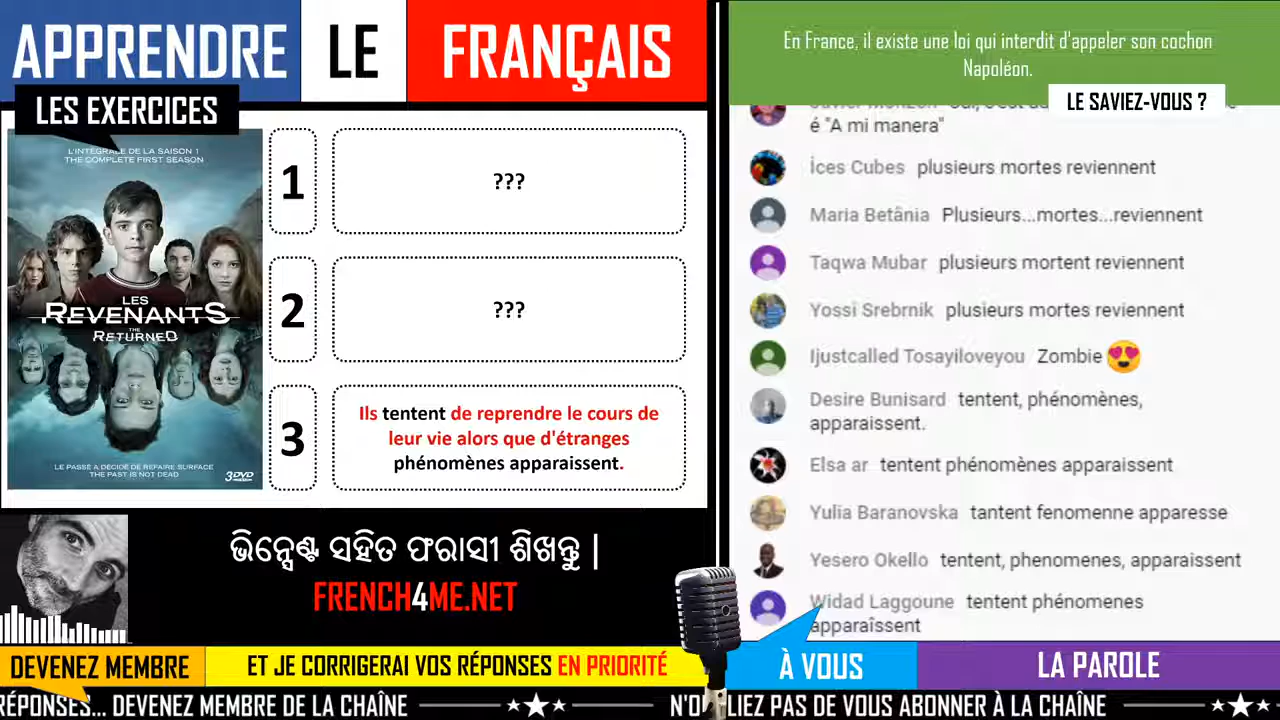 APPRENDRE LE FRANÇAIS
LES EXERCICES
L'INTÉGRALE DE LA SAISON 1
THE COMPLETE FIRST SEASON
LES
REVENANTS
THE
RETURNED
LE PASSÉ A DÉCIDÉ DE REFAIRE SURFACE
THE PAST IS NOT DEAD
3DVD
1
???
2
???
3
Ils tentent de reprendre le cours de
leur vie alors que d'étranges
phénomènes apparaissent.
ଭିନ୍ସେଣ୍ଟ ସହିତ ଫରାସୀ ଶିଖନ୍ତୁ |
FRENCH4ME.NET
DEVENEZ MEMBRE
ET JE CORRIGERAI VOS RÉPONSES EN PRIORITÉ
En France, il existe une loi qui interdit d'appeler son cochon
Napoléon.
LE SAVIEZ-VOUS ?
é "A mi manera"
İces Cubes plusieurs mortes reviennent
Maria Betânia Plusieurs...mortes...reviennent
Taqwa Mubar plusieurs mortent reviennent
Yossi Srebrnik plusieurs mortes reviennent
Ijustcalled Tosayiloveyou Zombie 😍
Desire Bunisard tentent, phénomènes,
apparaissent.
Elsa ar tentent phénomènes apparaissent
Yulia Baranovska tantent fenomenne apparesse
Yesero Okello tentent, phenomenes, apparaissent
Widad Laggoune tentent phénomenes
apparaîssent
À VOUS
LA PAROLE
RÉPONSES... DEVENEZ MEMBRE DE LA CHAÎNE
LIEZ PAS DE VOUS ABONNER À LA CHAÎNE